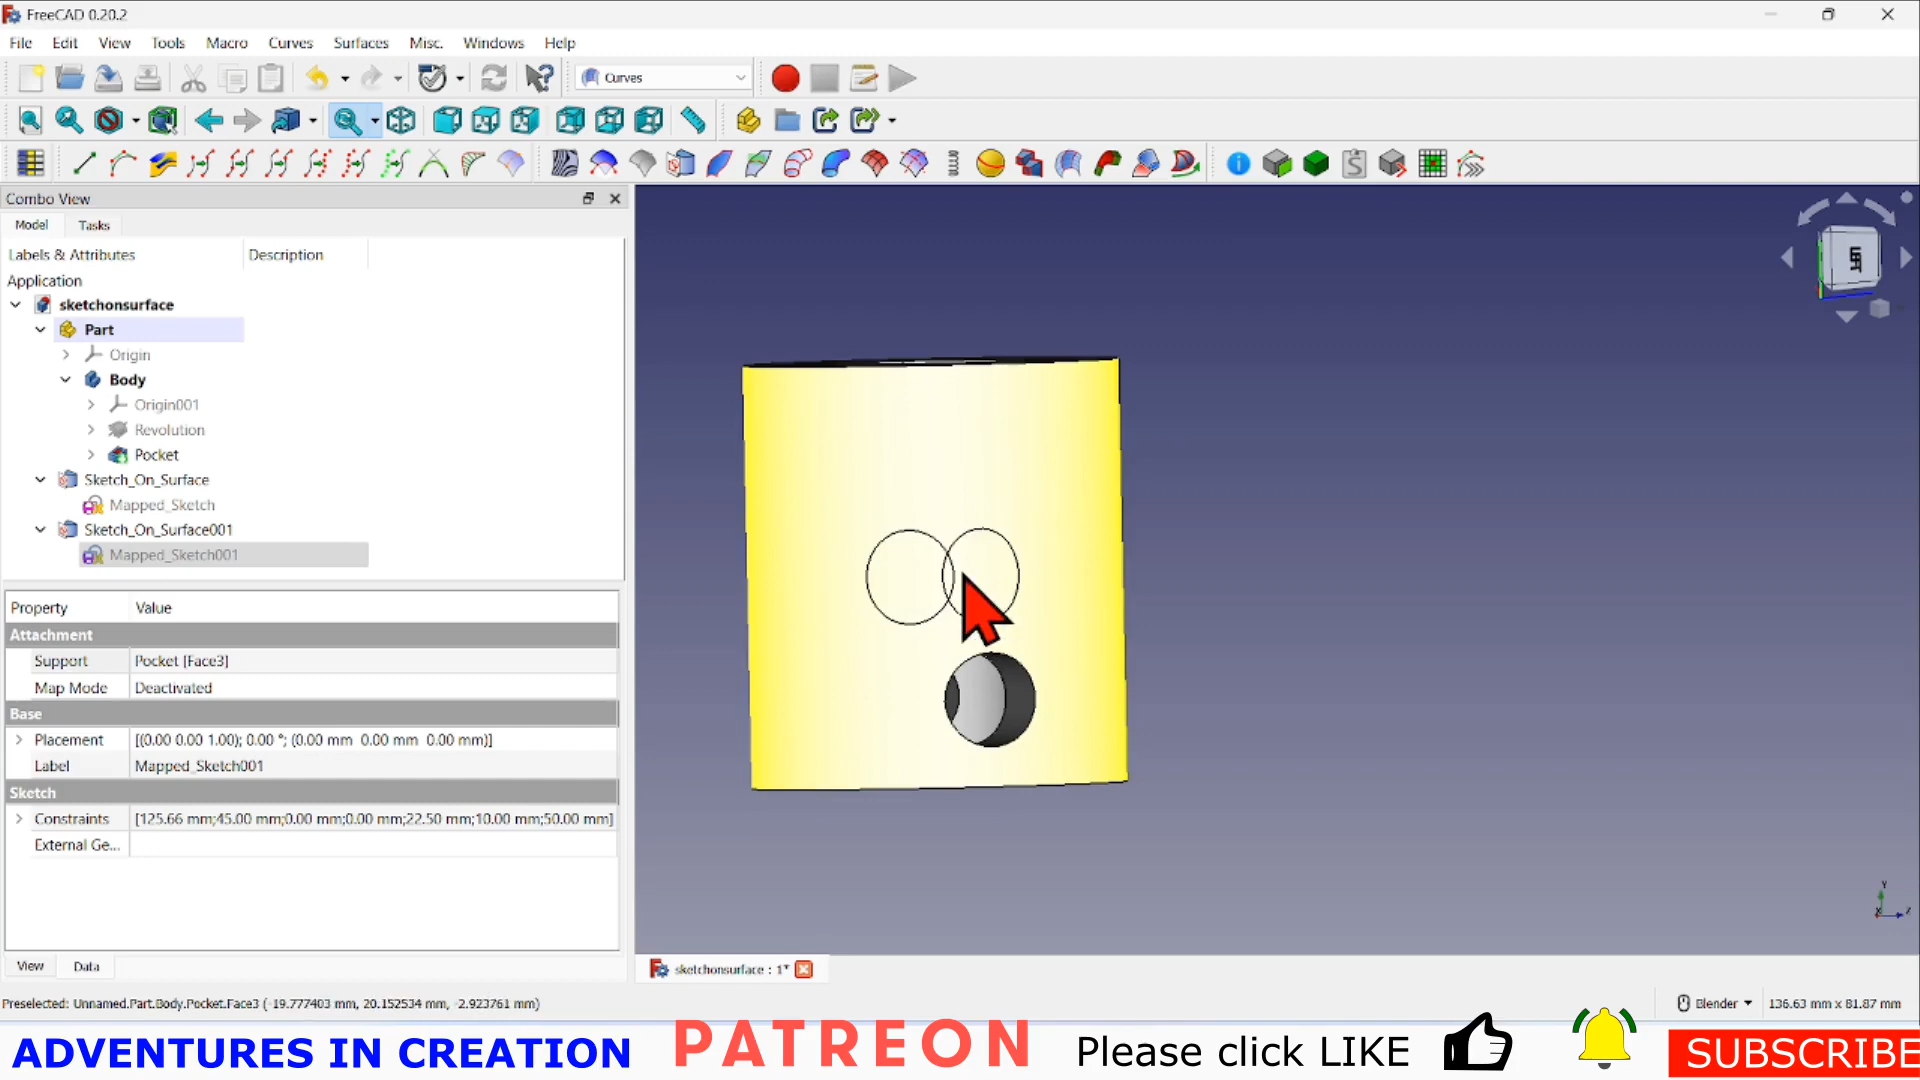 FreeCAD 0.20.2
File Edit View Tools Macro Curves Surfaces Misc. Windows Help
Curves
Combo View
Model Tasks
Labels & Attributes Description
Application
sketchonsurface
Part
Origin
Body
Origin001
Revolution
Pocket
Sketch_On_Surface
Mapped_Sketch
Sketch_On_Surface001
Mapped_Sketch001
Property Value
Attachment
Support Pocket [Face3]
Map Mode Deactivated
Base
Placement [(0.00 0.00 1.00); 0.00 °; (0.00 mm 0.00 mm 0.00 mm)]
Label Mapped_Sketch001
Sketch
Constraints [125.66 mm;45.00 mm;0.00 mm;0.00 mm;22.50 mm;10.00 mm;50.00 mm]
External Ge...
View Data
sketchonsurface : 1*
Preselected: Unnamed.Part.Body.Pocket.Face3 (-19.777403 mm, 20.152534 mm, -2.923761 mm)
Blender 136.63 mm x 81.87 mm
ADVENTURES IN CREATION PATREON Please click LIKE SUBSCRIBE